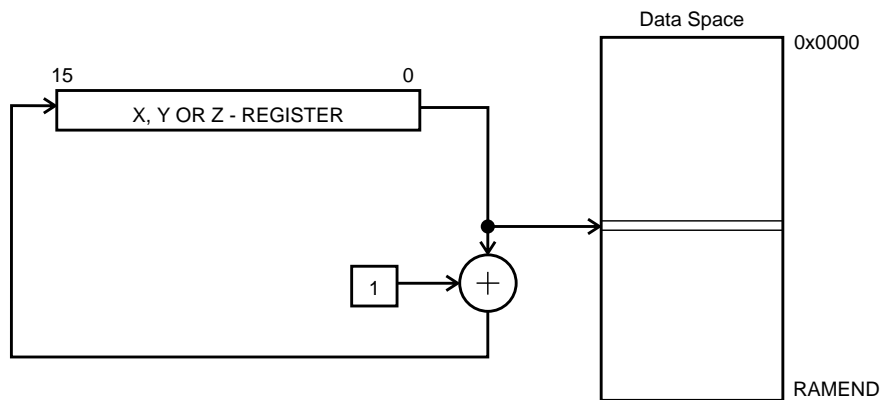 Data Space
0x0000
15
0
X, Y OR Z - REGISTER
1
+
RAMEND